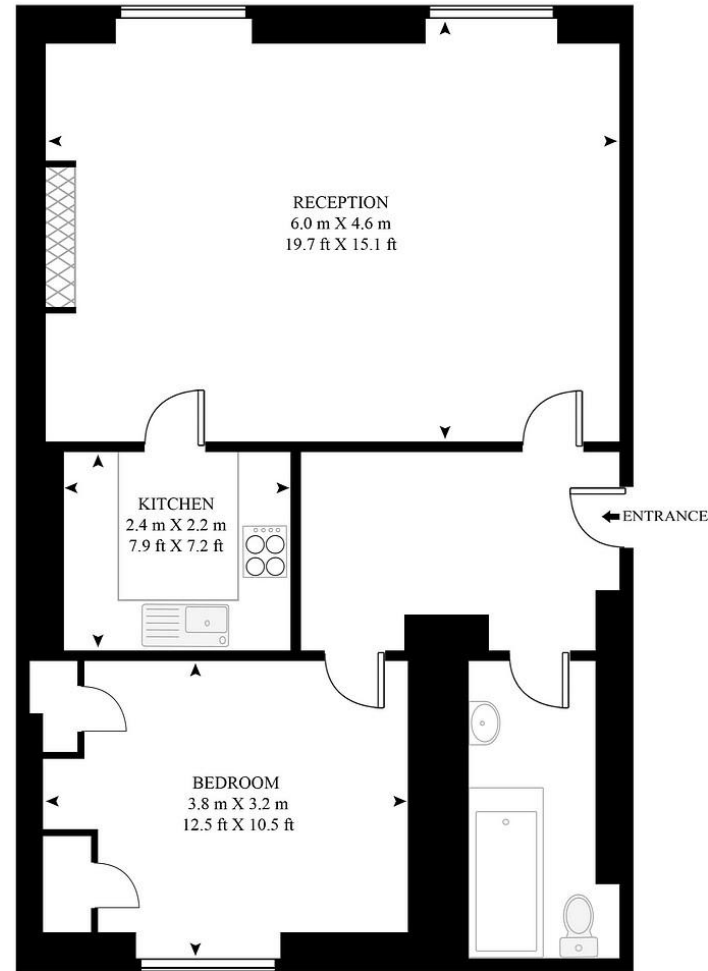 RECEPTION
6.0 m X 4.6 m
19.7 ft X 15.1 ft
KITCHEN
2.4 m X 2.2 m
7.9 ft X 7.2 ft
ENTRANCE
BEDROOM
3.8 m X 3.2 m
12.5 ft X 10.5 ft